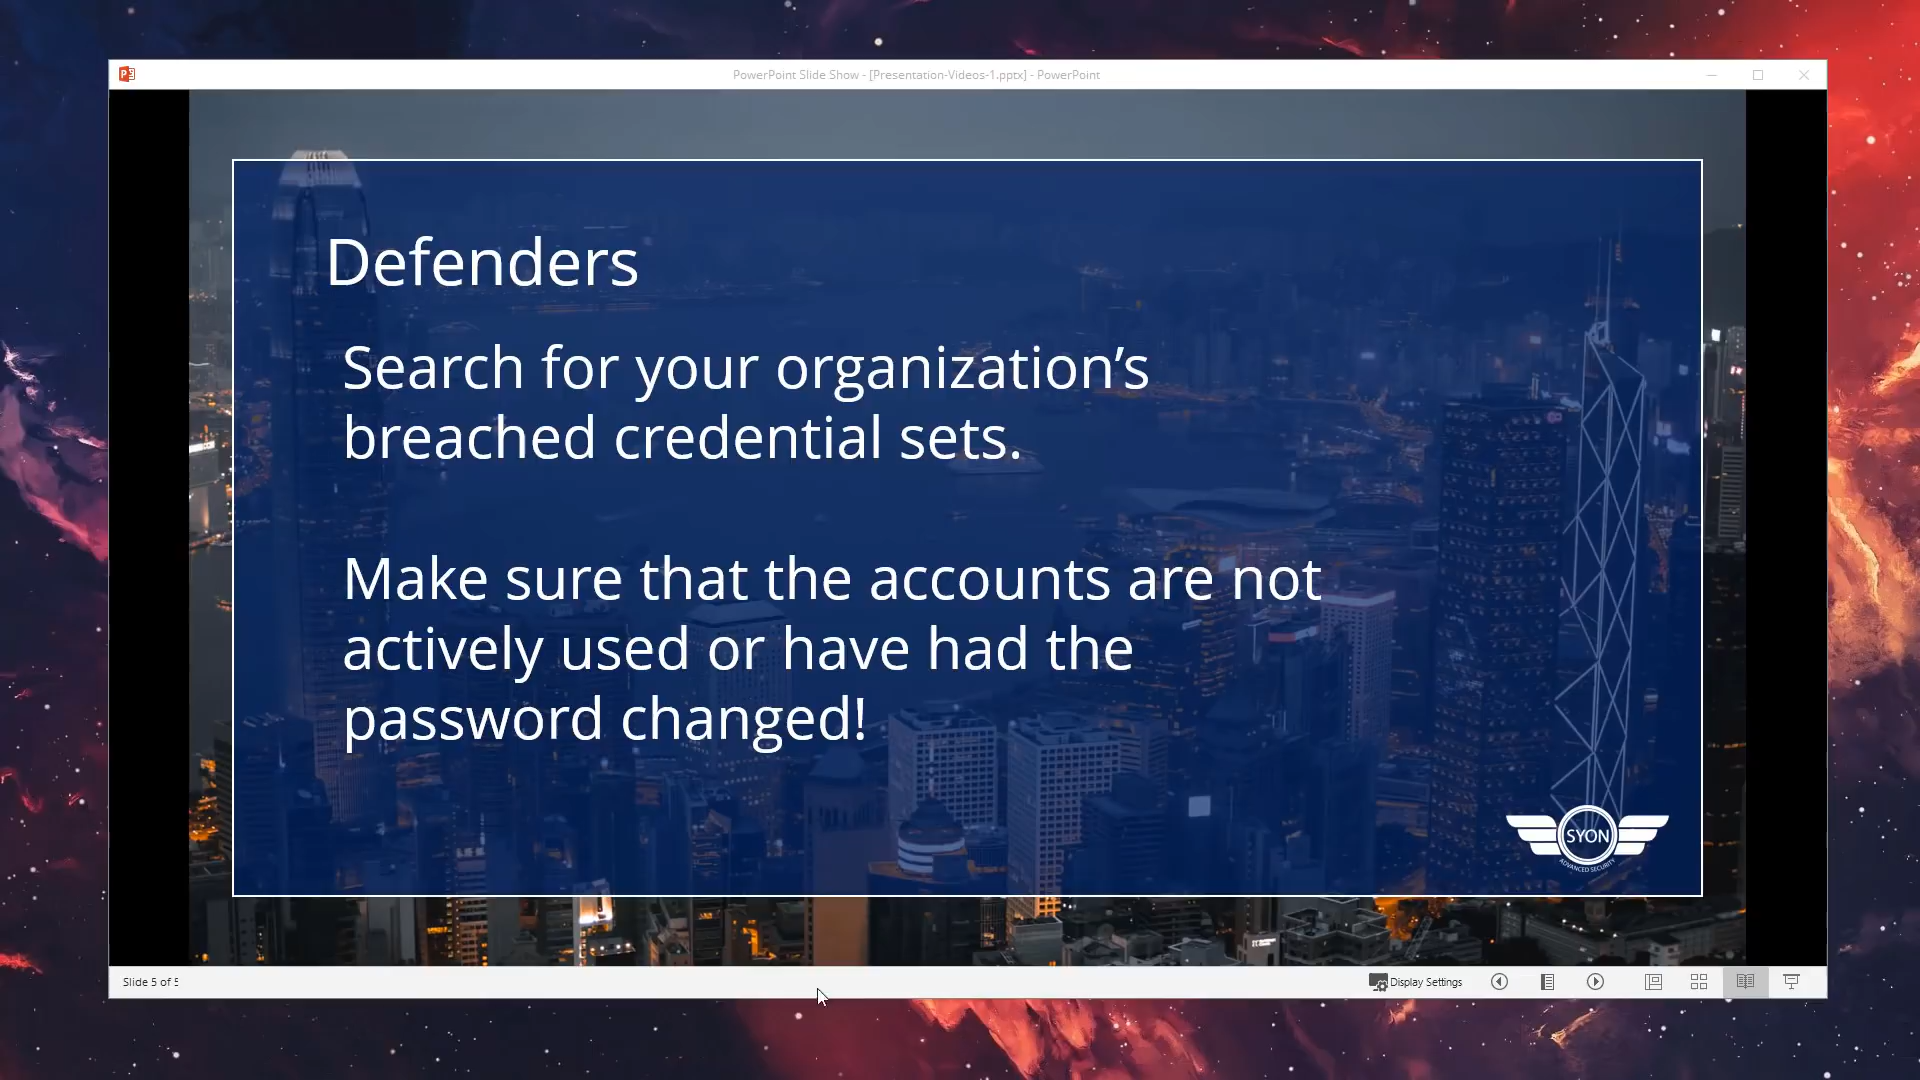 PowerPoint Slide Show - [Presentation-Videos-1.pptx] - PowerPoint
Defenders
Search for your organization’s
breached credential sets.
Make sure that the accounts are not
actively used or have had the
password changed!
SYON
ADVANCED SECURITY
Slide 5 of 5
Display Settings